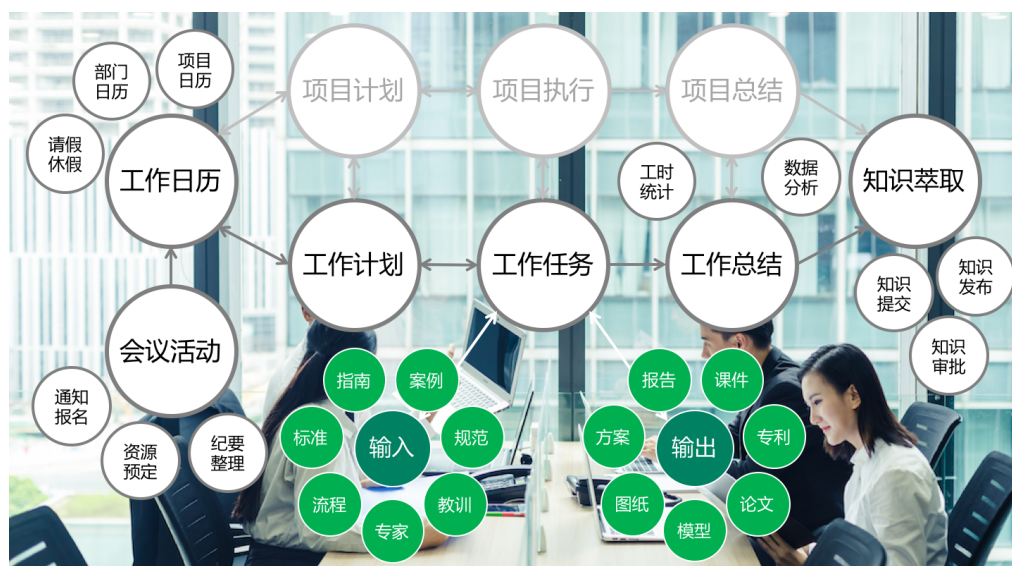 部门
日历
项目
日历
请假
休假
工作日历
项目计划
项目执行
项目总结
工时
统计
数据
分析
知识萃取
工作计划
工作任务
工作总结
知识
提交
知识
发布
知识
审批
会议活动
通知
报名
资源
预定
纪要
整理
指南
案例
标准
输入
规范
流程
专家
教训
报告
课件
方案
输出
专利
图纸
模型
论文